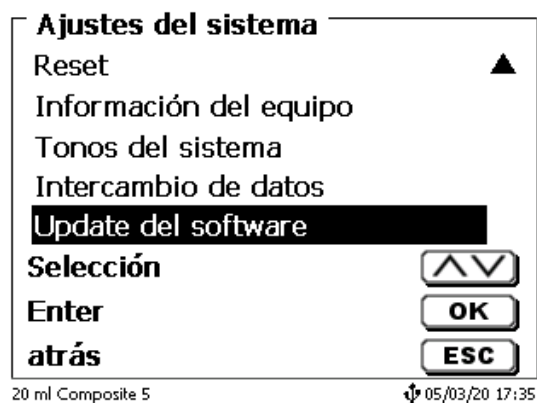 Ajustes del sistema
Reset
Información del equipo
Tonos del sistema
Intercambio de datos
Update del software
Selección
Enter OK
atrás ESC
20 ml Composite 5 05/03/20 17:35